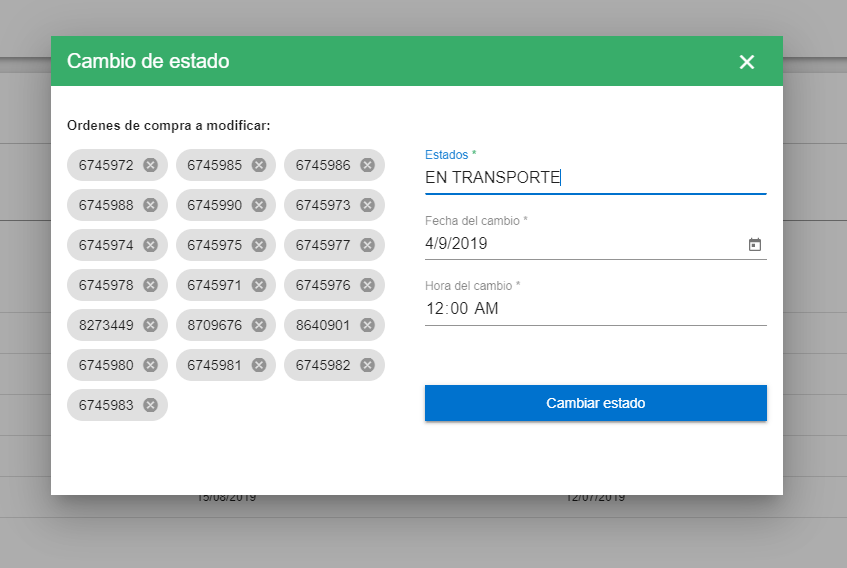 Cambio de estado
Ordenes de compra a modificar:
6745972 6745985 6745986
6745988 6745990 6745973
6745974 6745975 6745977
6745978 6745971 6745976
8273449 8709676 8640901
6745980 6745981 6745982
6745983
Estados *
EN TRANSPORTE
Fecha del cambio *
4/9/2019
Hora del cambio *
12:00 AM
Cambiar estado
15/08/2019 12/07/2019